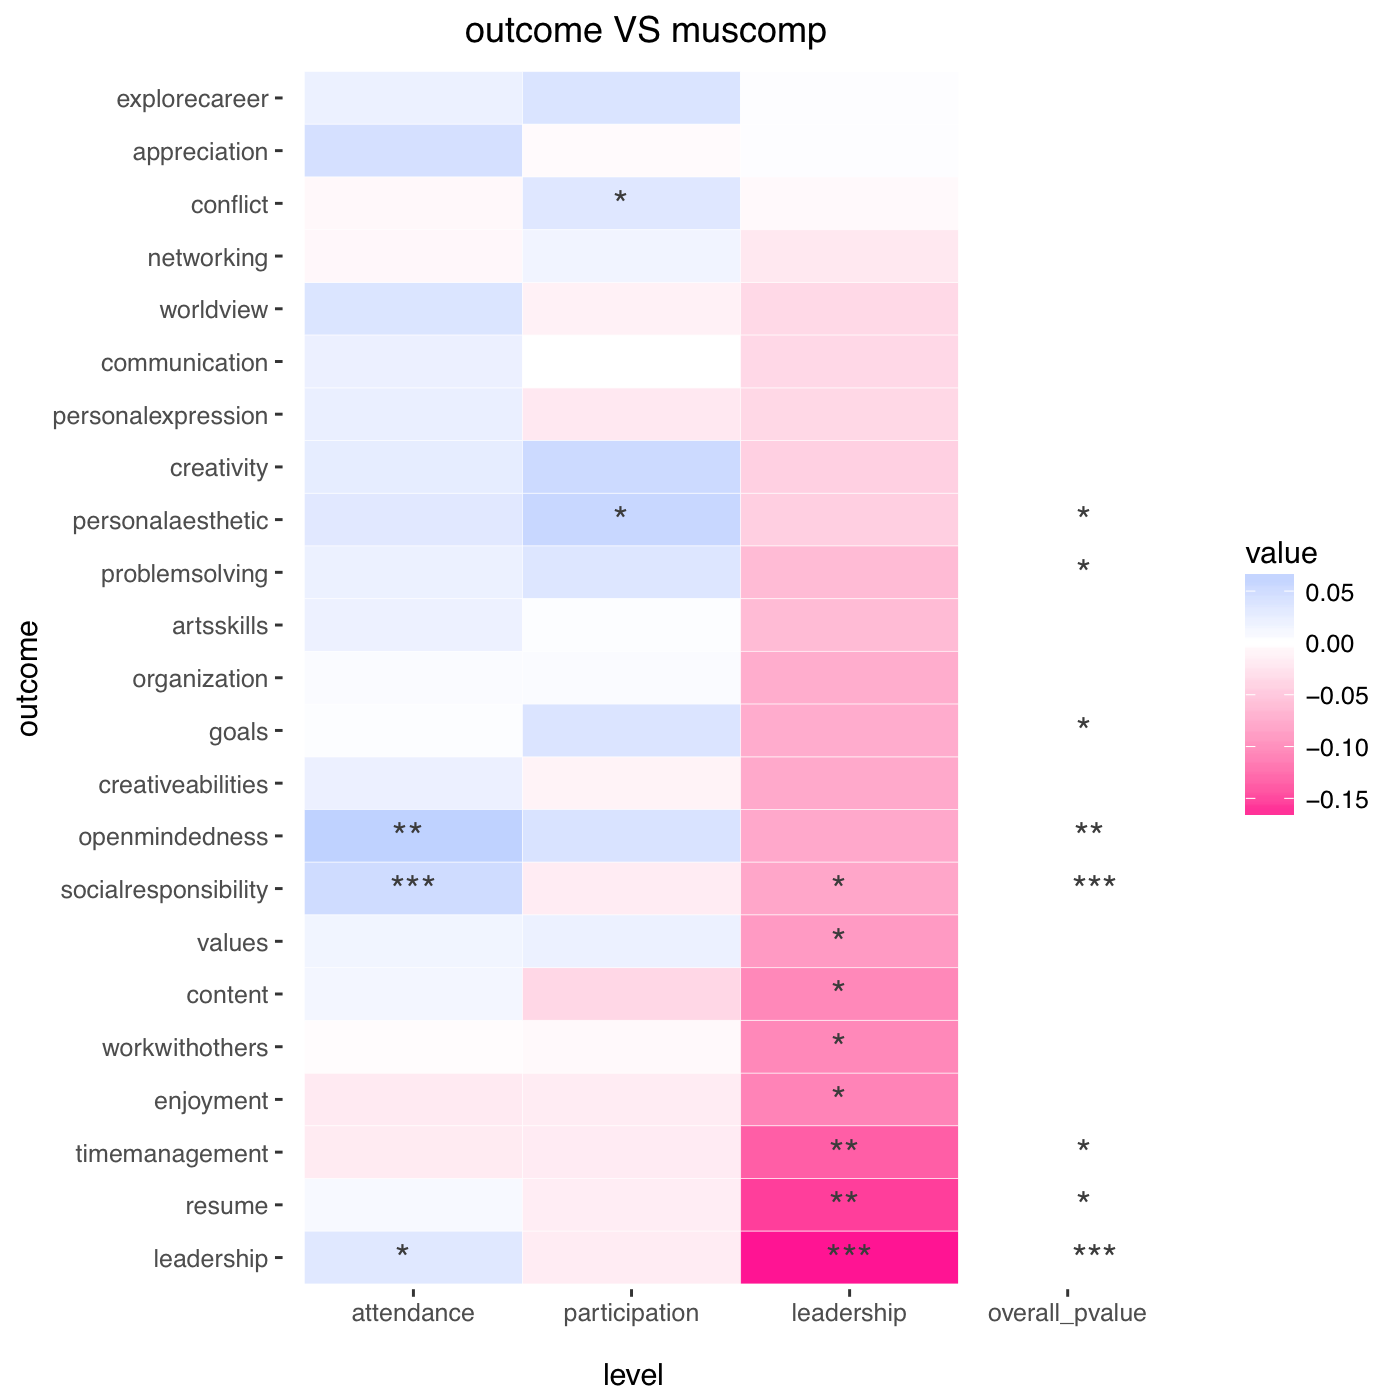 outcome VS muscomp
explorecareer
appreciation
conflict *
networking
worldview
communication
personalexpression
creativity
personalaesthetic * *
problemsolving *
artsskills
organization
goals *
creativeabilities
openmindedness ** **
socialresponsibility *** * ***
values *
content *
workwithothers *
enjoyment *
timemanagement ** *
resume ** *
leadership * *** ***
attendance participation leadership overall_pvalue
level
outcome
value
0.05
0.00
−0.05
−0.10
−0.15